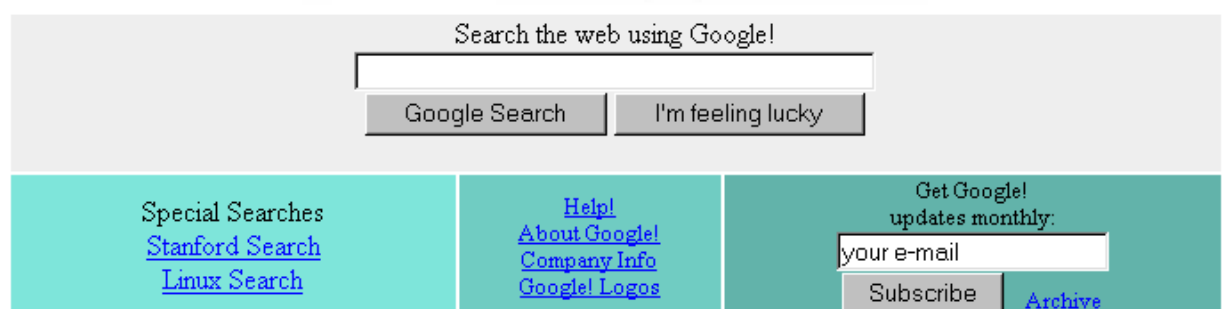 Search the web using Google!
Google Search I'm feeling lucky
Special Searches
Stanford Search
Linux Search
Help!
About Google!
Company Info
Google! Logos
Get Google!
updates monthly:
your e-mail
Subscribe Archive